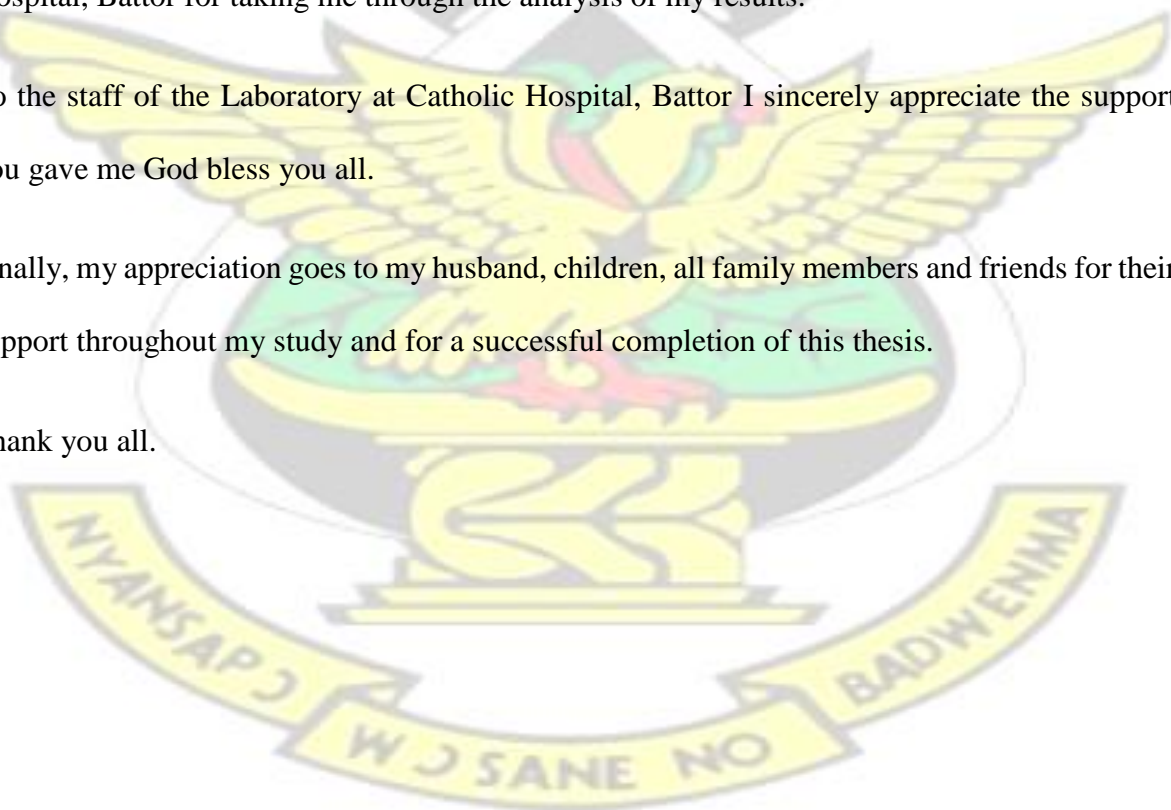 ospital, Battor for taking me through the analysis of my results.
o the staff of the Laboratory at Catholic Hospital, Battor I sincerely appreciate the support
ou gave me God bless you all.
nally, my appreciation goes to my husband, children, all family members and friends for their
pport throughout my study and for a successful completion of this thesis.
hank you all.
NYANSAPƆ
WƆSANE NO
BADWENMA